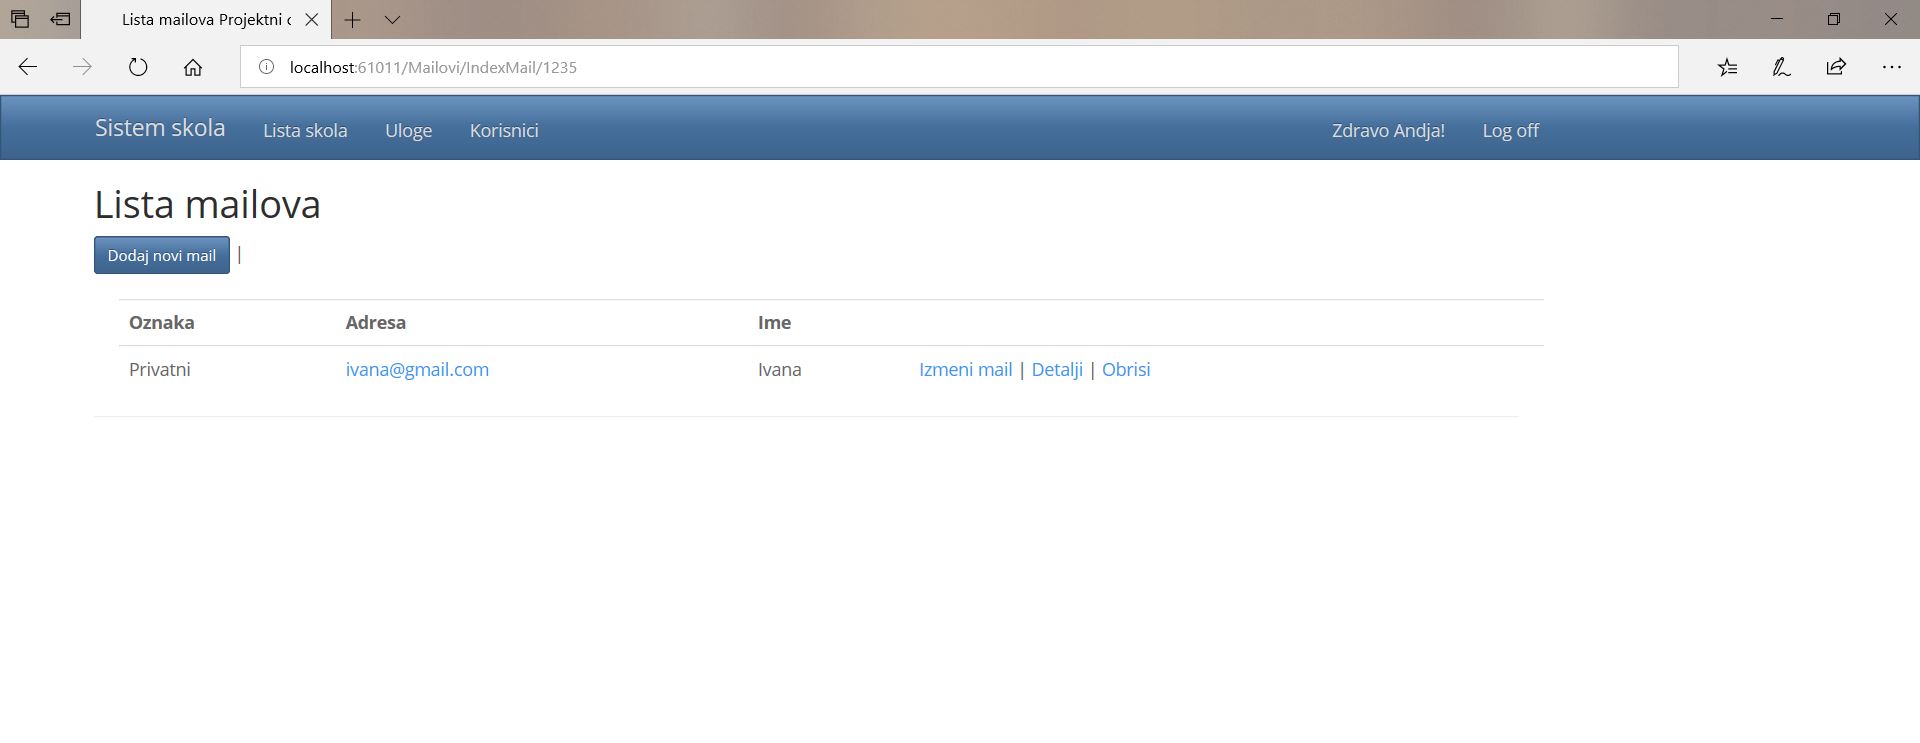 Lista mailova Projektni c
localhost:61011/Mailovi/IndexMail/1235
Sistem skola Lista skola Uloge Korisnici Zdravo Andja! Log off
Lista mailova
Dodaj novi mail |
Oznaka Adresa Ime
Privatni ivana@gmail.com Ivana Izmeni mail | Detalji | Obrisi